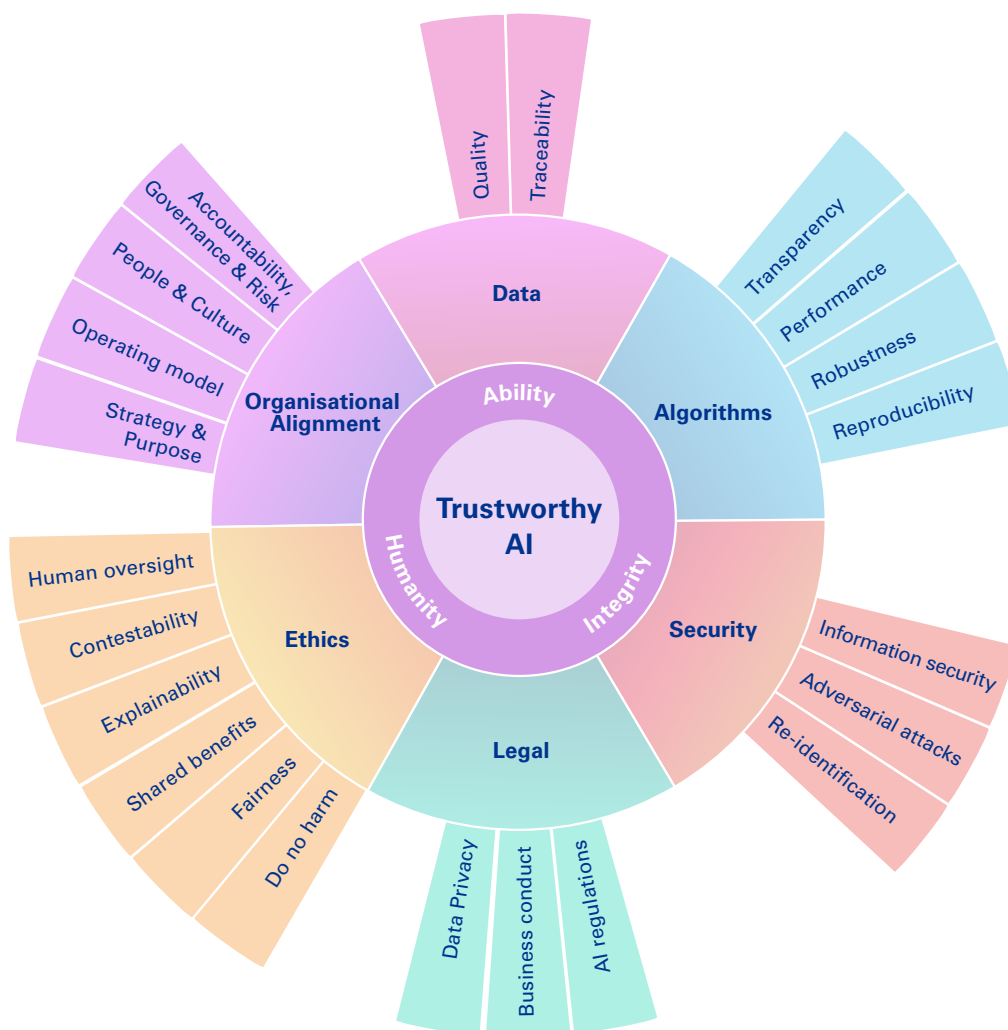 Trustworthy
AI
Ability
Integrity
Humanity
Data
Quality
Traceability
Algorithms
Transparency
Performance
Robustness
Reproducibility
Security
Information security
Adversarial attacks
Re-identification
Legal
AI regulations
Business conduct
Data Privacy
Ethics
Do no harm
Fairness
Shared benefits
Explainability
Contestability
Human oversight
Organisational
Alignment
Strategy &
Purpose
Operating model
People & Culture
Accountability,
Governance & Risk